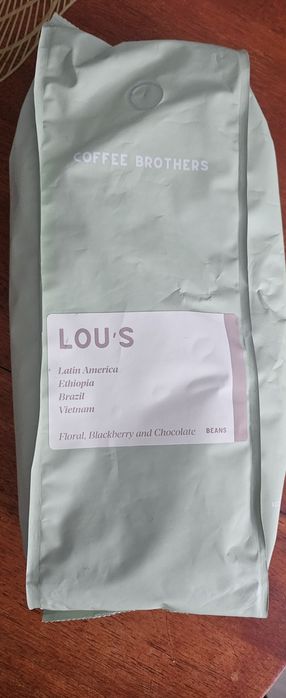 COFFEE BROTHERS
LOU'S
Latin America
Ethiopia
Brazil
Vietnam
Floral, Blackberry and Chocolate BEANS